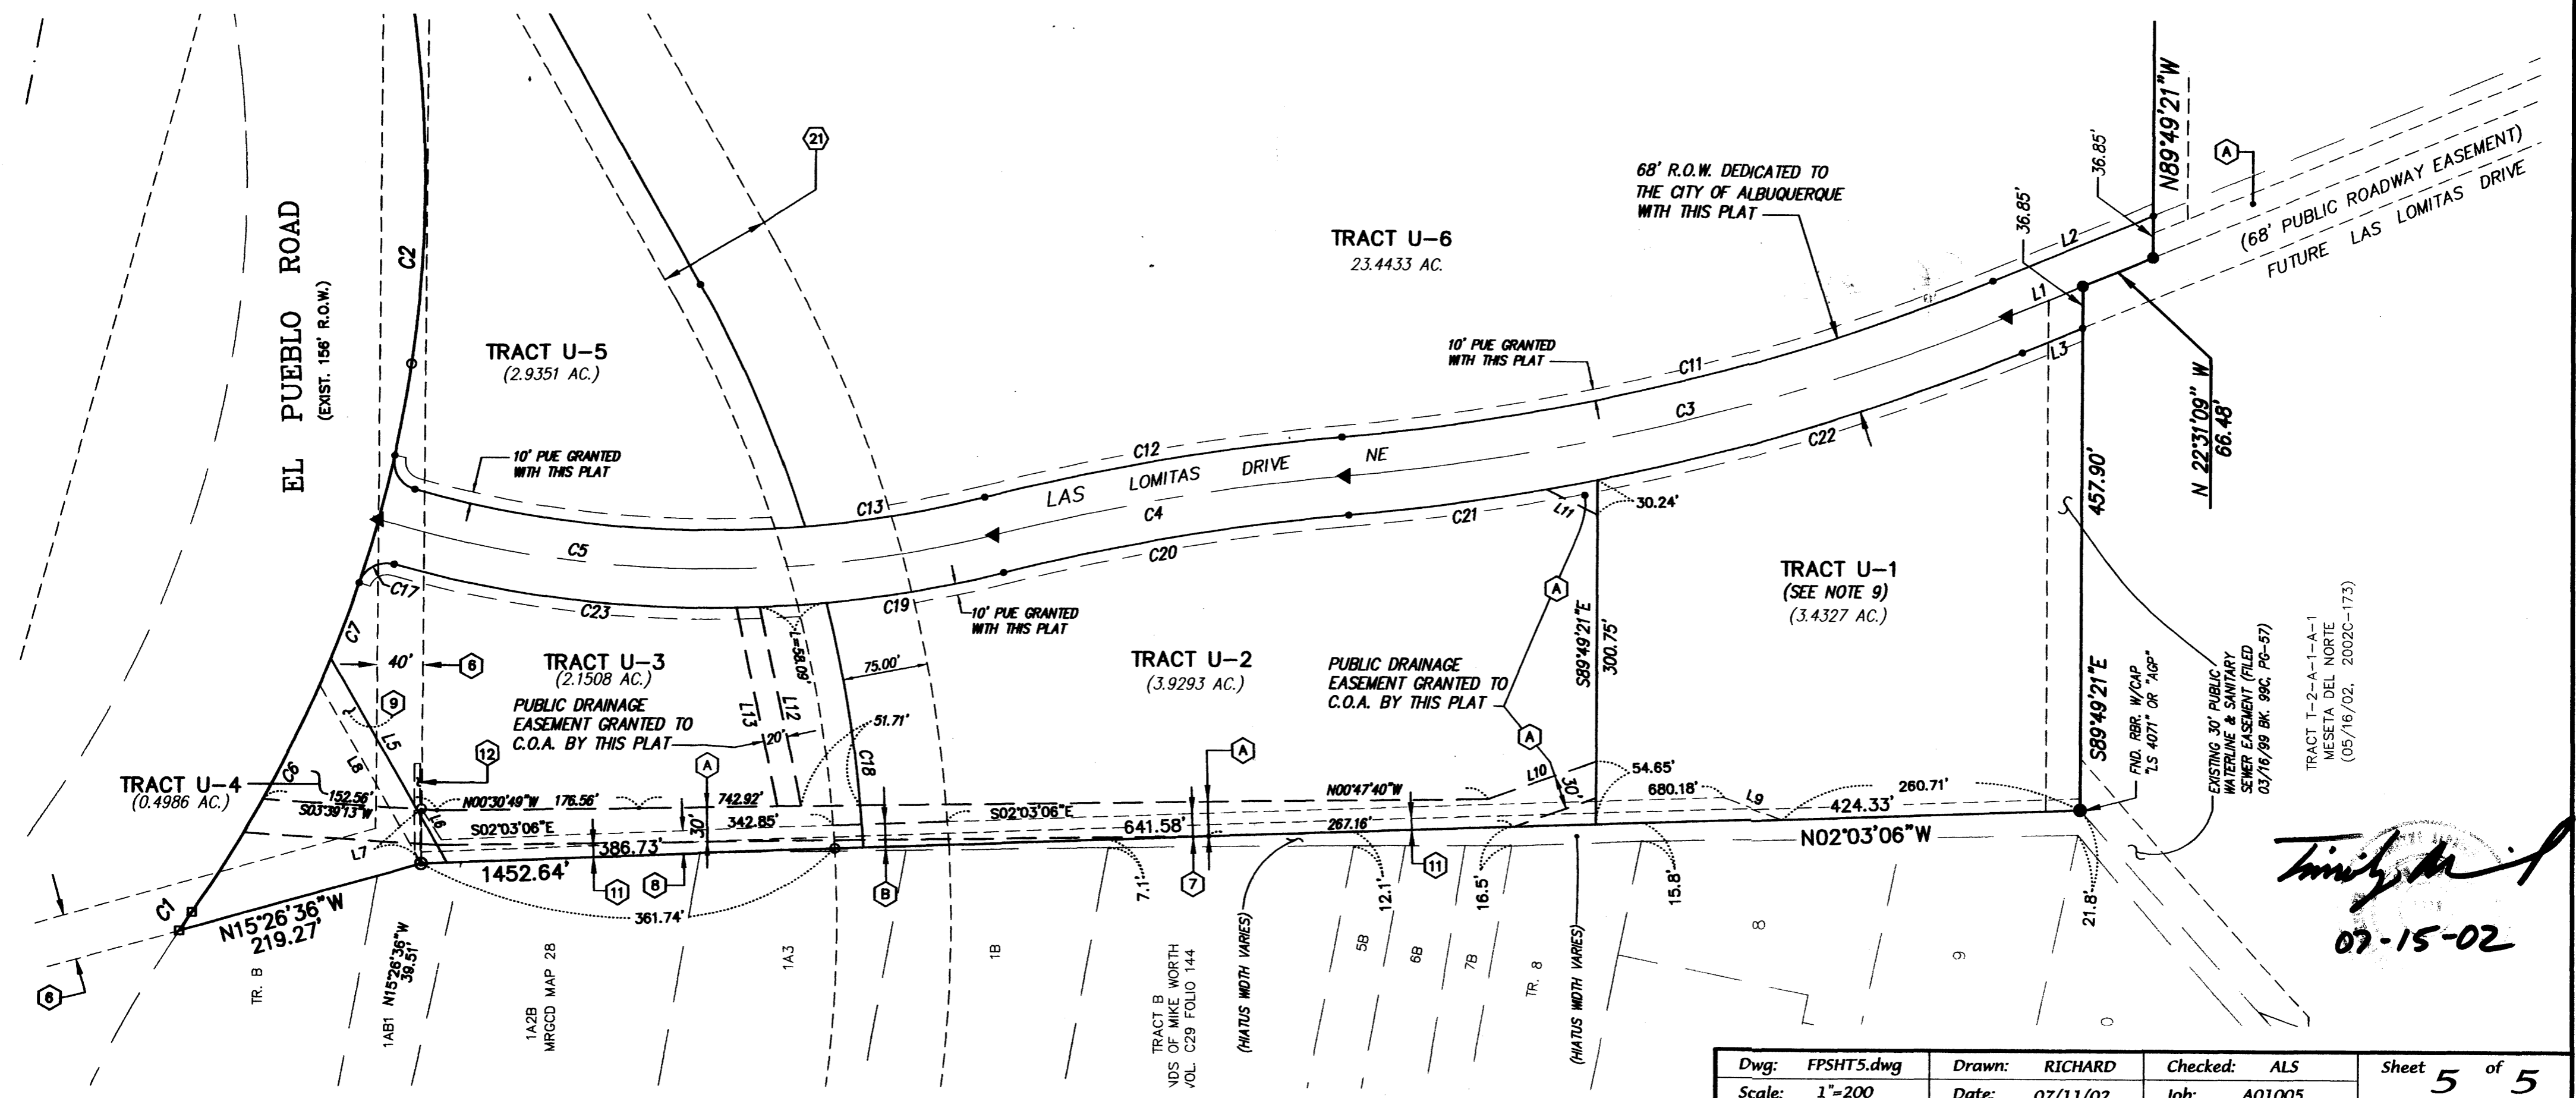 EL PUEBLO ROAD
(EXIST. 156' R.O.W.)
C2
21
TRACT U-5
(2.9351 AC.)
10' PUE GRANTED
WITH THIS PLAT
TRACT U-6
23.4433 AC.
68' R.O.W. DEDICATED TO
THE CITY OF ALBUQUERQUE
WITH THIS PLAT
10' PUE GRANTED
WITH THIS PLAT
36.85'
36.85'
N89°49'21"W
A
(68' PUBLIC ROADWAY EASEMENT)
FUTURE LAS LOMITAS DRIVE
L2
L1
L3
N 22°31'09" W
66.48'
C11
C3
C22
C12
LAS LOMITAS DRIVE NE
C13
C4
C5
C20
C21
L11
30.24'
C17
C23
C19
10' PUE GRANTED
WITH THIS PLAT
C7
40'
6
TRACT U-3
(2.1508 AC.)
PUBLIC DRAINAGE
EASEMENT GRANTED TO
C.O.A. BY THIS PLAT
L=58.09'
L13
L12
20'
75.00'
51.71'
C18
TRACT U-2
(3.9293 AC.)
PUBLIC DRAINAGE
EASEMENT GRANTED TO
C.O.A. BY THIS PLAT
A
A
S89°49'21"E
300.75'
TRACT U-1
(SEE NOTE 9)
(3.4327 AC.)
457.90'
S89°49'21"E
FND. RBR. W/CAP
"LS 4071" OR "AGP"
EXISTING 30' PUBLIC
WATERLINE & SANITARY
SEWER EASEMENT (FILED
03/16/99 BK. 99C, PG-57)
TRACT T-2-A-1-A-1
MESETA DEL NORTE
(05/16/02, 2002C-173)
9
L5
L8
12
C6
TRACT U-4
(0.4986 AC.)
152.56'
S03°39'13"W
L6
L7
N00°30'49"W 176.56'
A
742.92'
S02°03'06"E
342.85'
30'
S02°03'06"E
A
N00°47'40"W
L10
30'
54.65'
680.18'
L9
260.71'
424.33'
386.73'
641.58'
267.16'
N02°03'06"W
1452.64'
11
8
B
7
11
361.74'
C1
N15°26'36"W
219.27'
N15°26'36"W
39.51'
6
TR. B
1AB1
1A2B
MRGCD MAP 28
1A3
1B
7.1'
TRACT B
NDS OF MIKE WORTH
VOL. C29 FOLIO 144
(HIATUS WIDTH VARIES)
12.1'
5B
6B
16.5'
7B
TR. 8
(HIATUS WIDTH VARIES)
15.8'
8
9
21.8'
07-15-02
Dwg: FPSHT5.dwg
Drawn: RICHARD
Checked: ALS
Sheet 5 of 5
Scale: 1"=200
Date: 07/11/02
Job: A01005